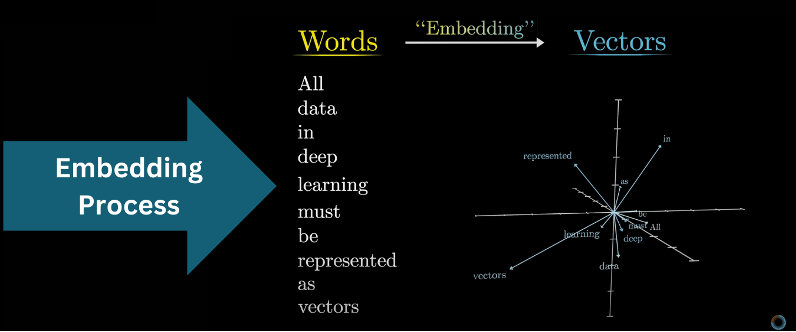 Words
“Embedding”
Vectors
Embedding
Process
All
data
in
deep
learning
must
be
represented
as
vectors
in
represented
as
be
must
All
learning
deep
data
vectors